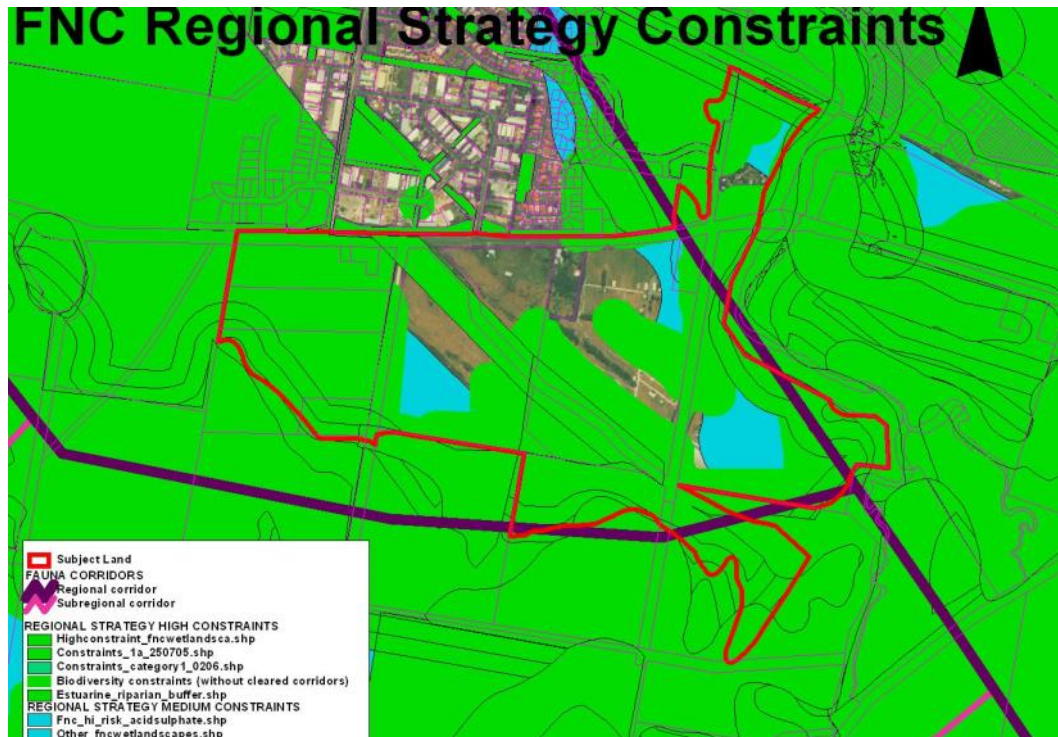 FNC Regional Strategy Constraints
Subject Land
FAUNA CORRIDORS
Regional corridor
Subregional corridor
REGIONAL STRATEGY HIGH CONSTRAINTS
Highconstraint_fncwetlandsca.shp
Constraints_1a_250705.shp
Constraints_category1_0206.shp
Biodiversity constraints (without cleared corridors)
Estuarine_riparian_buffer.shp
REGIONAL STRATEGY MEDIUM CONSTRAINTS
Fnc_hi_risk_acidsulphate.shp
Other_fncwetlandscapes.shp